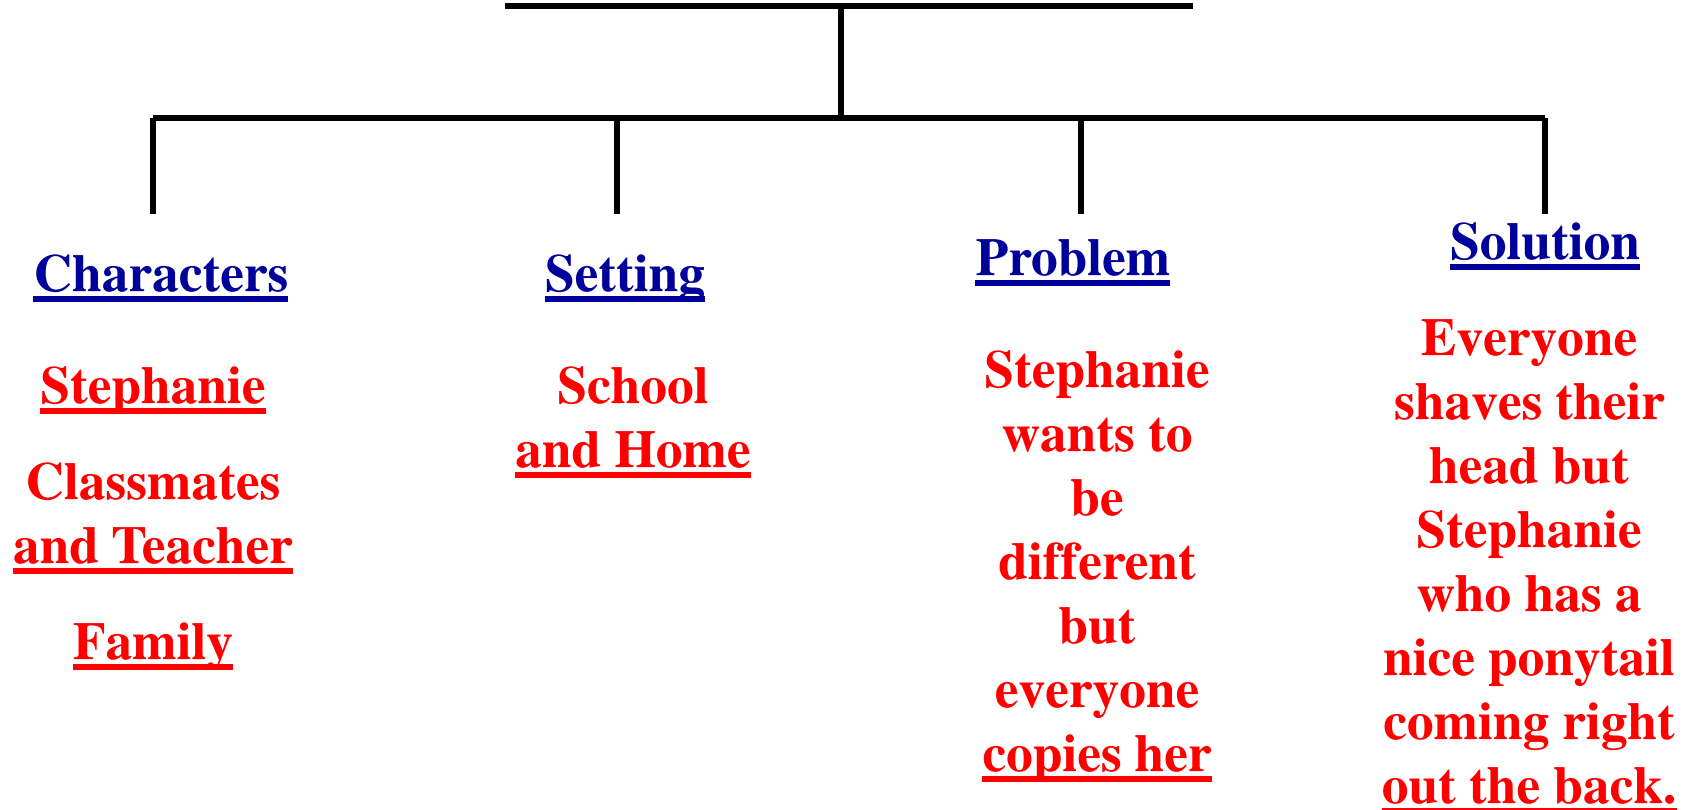 Characters
Stephanie
Classmates
and Teacher
Family
Setting
School
and Home
Problem
Stephanie
wants to
be
different
but
everyone
copies her
Solution
Everyone
shaves their
head but
Stephanie
who has a
nice ponytail
coming right
out the back.